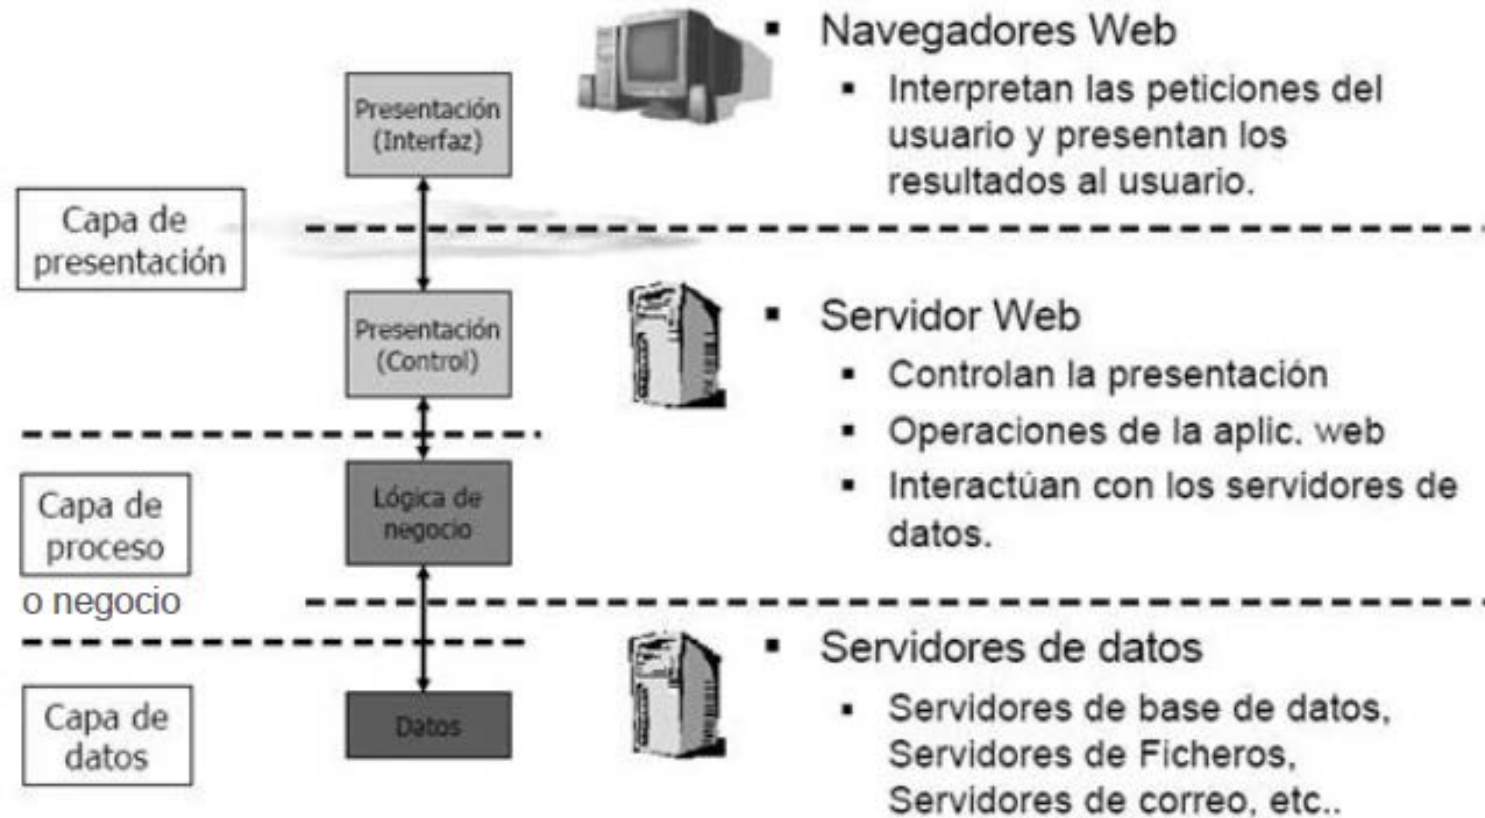 Navegadores Web
Interpretan las peticiones del
usuario y presentan los
resultados al usuario.
Presentación
(Interfaz)
Capa de
presentación
Presentación
(Control)
Servidor Web
Controlan la presentación
Operaciones de la aplic. web
Interactúan con los servidores de
datos.
Capa de
proceso
o negocio
Lógica de
negocio
Servidores de datos
Servidores de base de datos,
Servidores de Ficheros,
Servidores de correo, etc..
Capa de
datos
Datos